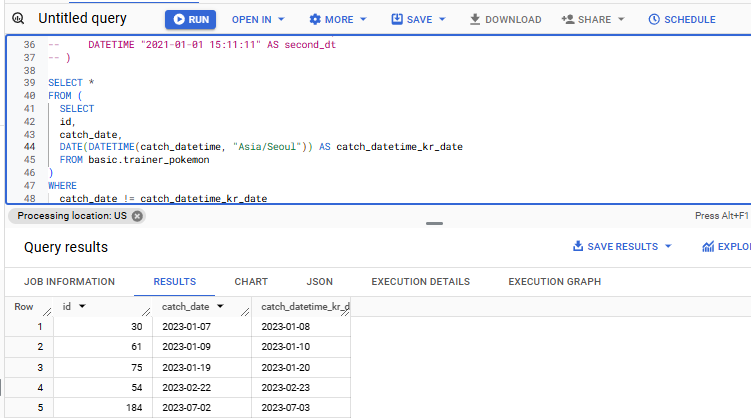 Untitled query RUN OPEN IN MORE SAVE DOWNLOAD SHARE SCHEDULE
36 -- DATETIME "2021-01-01 15:11:11" AS second_dt
37 -- )
38
39 SELECT *
40 FROM (
41 SELECT
42 id,
43 catch_date,
44 DATE(DATETIME(catch_datetime, "Asia/Seoul")) AS catch_datetime_kr_date
45 FROM basic.trainer_pokemon
46 )
47 WHERE
48 catch_date != catch_datetime_kr_date
Processing location: US Press Alt+F1
Query results SAVE RESULTS EXPLO
JOB INFORMATION RESULTS CHART JSON EXECUTION DETAILS EXECUTION GRAPH
Row id catch_date catch_datetime_kr_d
1 30 2023-01-07 2023-01-08
2 61 2023-01-09 2023-01-10
3 75 2023-01-19 2023-01-20
4 54 2023-02-22 2023-02-23
5 184 2023-07-02 2023-07-03